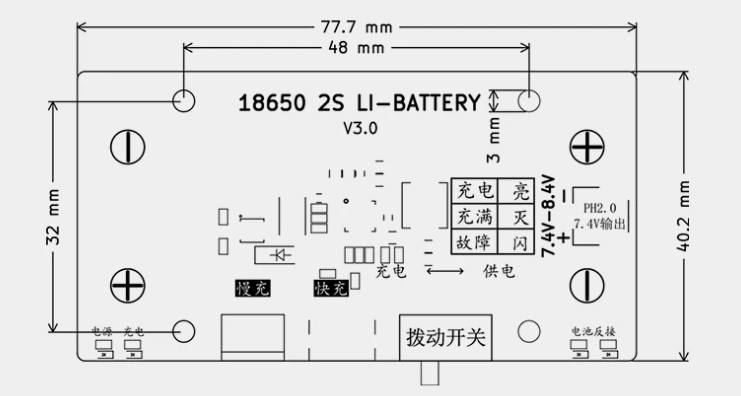 77.7 mm
48 mm
18650 2S LI-BATTERY
V3.0
3 mm
32 mm
40.2 mm
充电 亮
充满 灭
故障 闪
7.4V-8.4V
PH2.0
7.4V输出
充电 供电
慢充 快充
电源 充电
拨动开关
电池反接